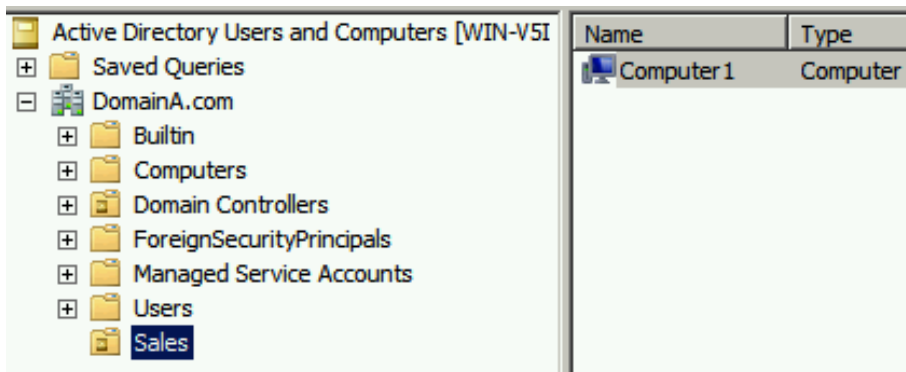 Active Directory Users and Computers [WIN-V5I
Saved Queries
DomainA.com
Builtin
Computers
Domain Controllers
ForeignSecurityPrincipals
Managed Service Accounts
Users
Sales
Name Type
Computer1 Computer